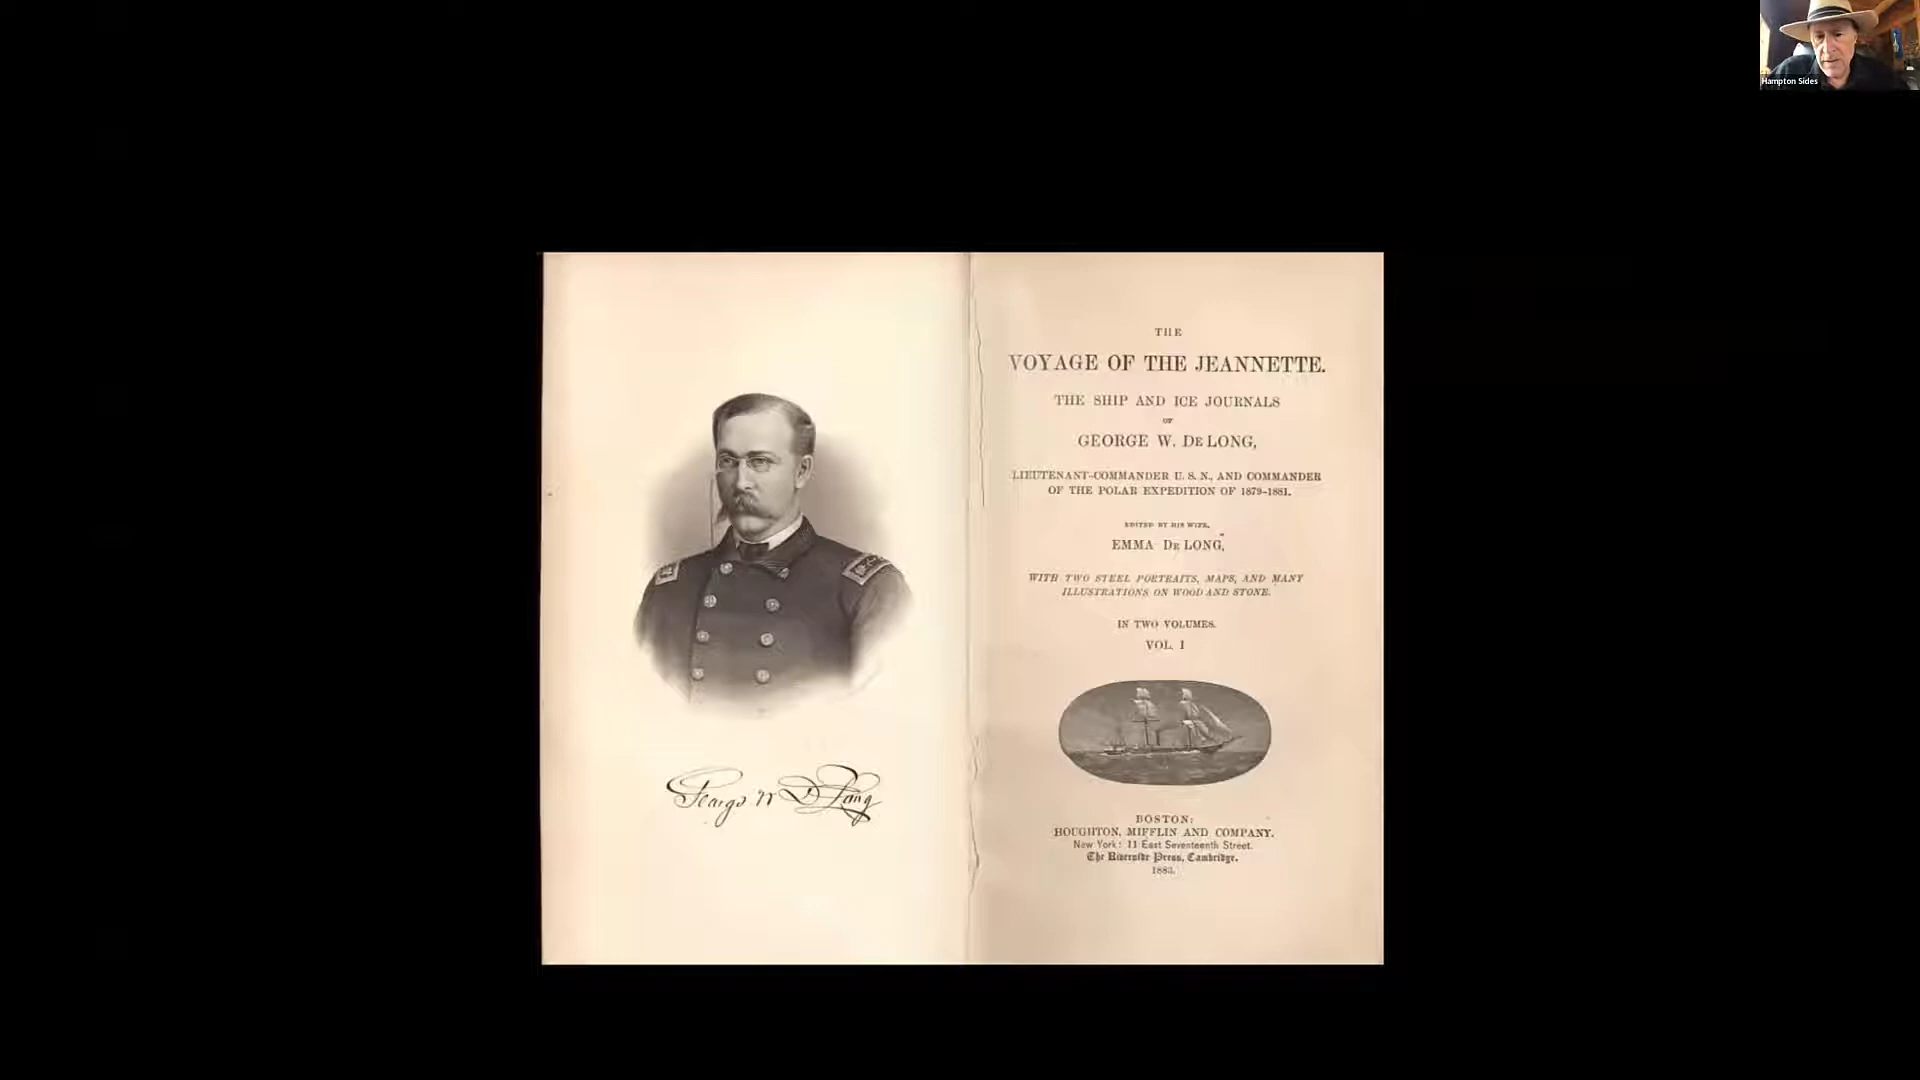 Hampton Sides
THE
VOYAGE OF THE JEANNETTE.
THE SHIP AND ICE JOURNALS
OF
GEORGE W. DE LONG,
LIEUTENANT-COMMANDER U. S. N., AND COMMANDER
OF THE POLAR EXPEDITION OF 1879-1881.
EDITED BY HIS WIFE,
EMMA DE LONG,
WITH TWO STEEL PORTRAITS, MAPS, AND MANY
ILLUSTRATIONS ON WOOD AND STONE.
IN TWO VOLUMES.
VOL. I
George W De Long
BOSTON:
HOUGHTON, MIFFLIN AND COMPANY.
New York: 11 East Seventeenth Street.
The Riverside Press, Cambridge.
1883.